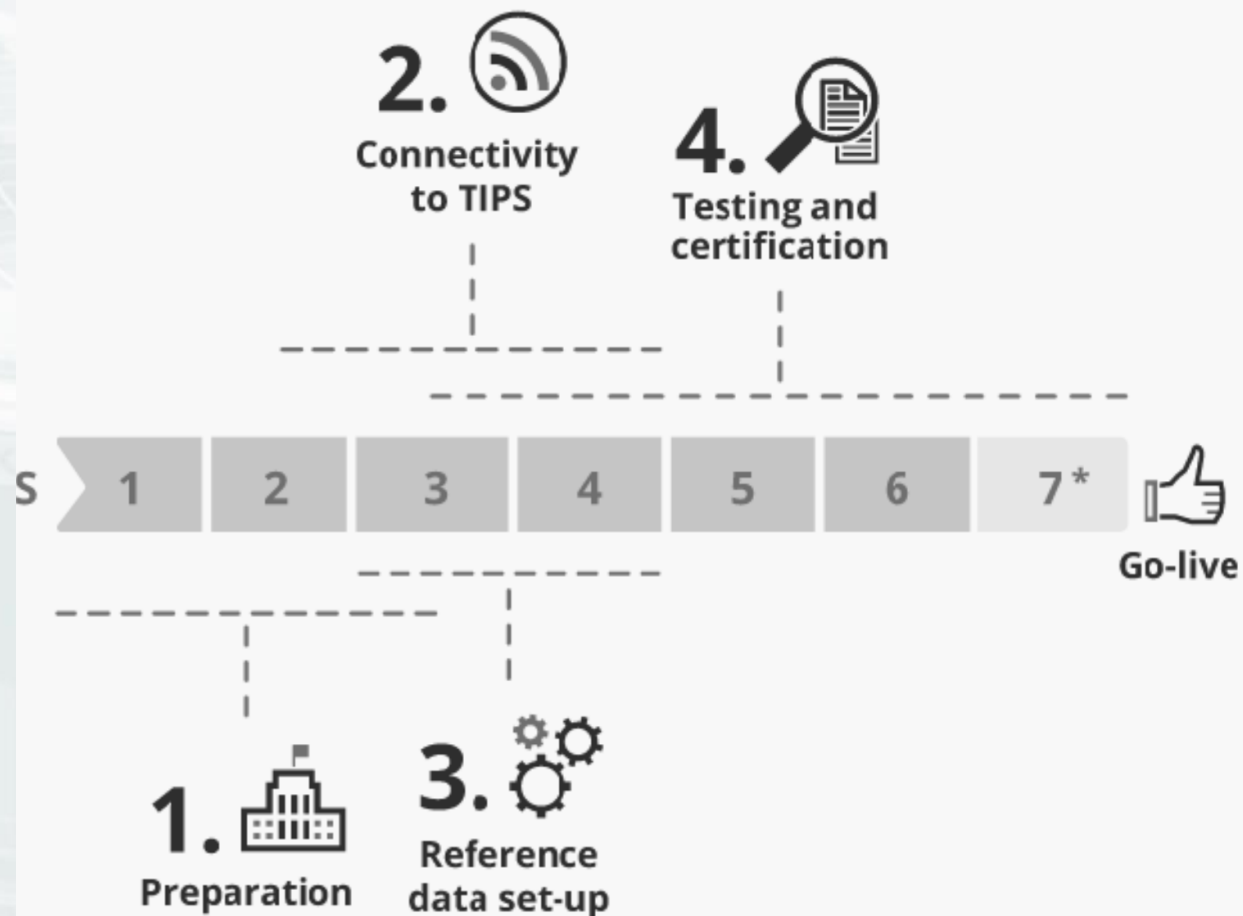 2.
Connectivity
to TIPS
4.
Testing and
certification
S 1 2 3 4 5 6 7*
Go-live
1.
Preparation
3.
Reference
data set-up